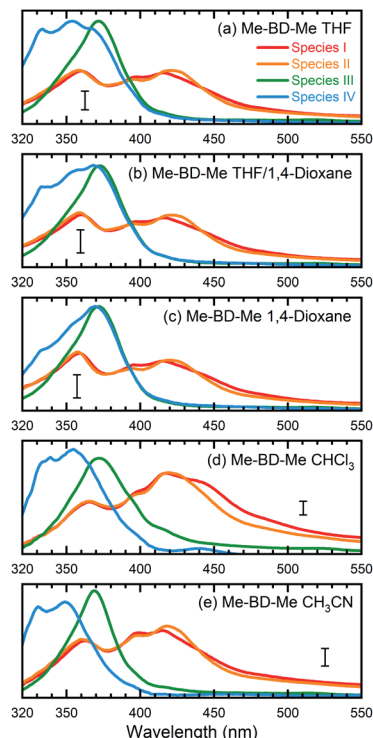 (a) Me-BD-Me THF
Species I
Species II
Species III
Species IV
320 350 400 450 500 550
(b) Me-BD-Me THF/1,4-Dioxane
320 350 400 450 500 550
(c) Me-BD-Me 1,4-Dioxane
320 350 400 450 500 550
(d) Me-BD-Me CHCl₃
320 350 400 450 500 550
(e) Me-BD-Me CH₃CN
320 350 400 450 500 550
Wavelength (nm)